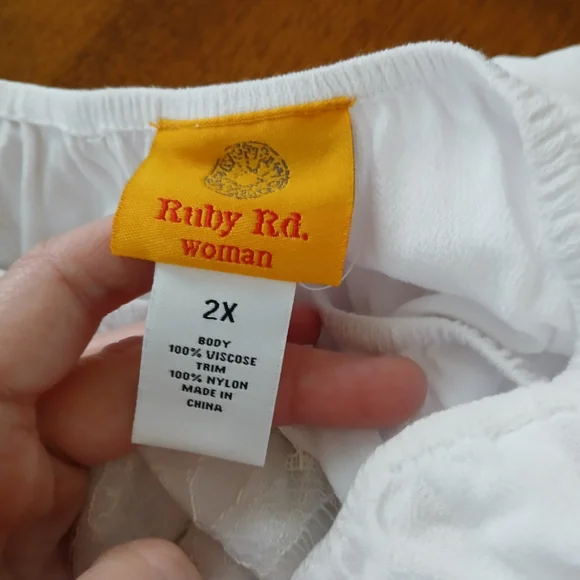 Ruby Rd.
woman
2X
BODY
100% VISCOSE
TRIM
100% NYLON
MADE IN
CHINA